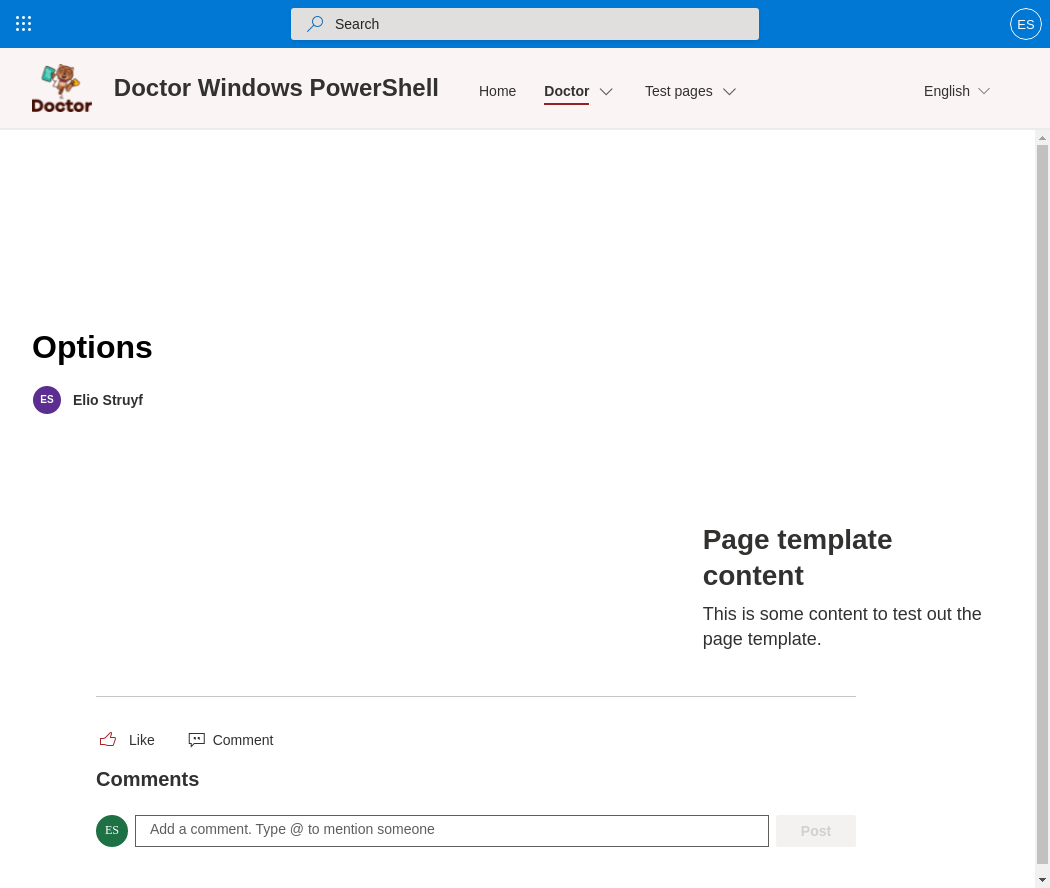 Search
ES
Doctor
Doctor Windows PowerShell
Home
Doctor
Test pages
English
Options
ES
Elio Struyf
Page template
content
This is some content to test out the
page template.
Like
Comment
Comments
ES
Add a comment. Type @ to mention someone
Post